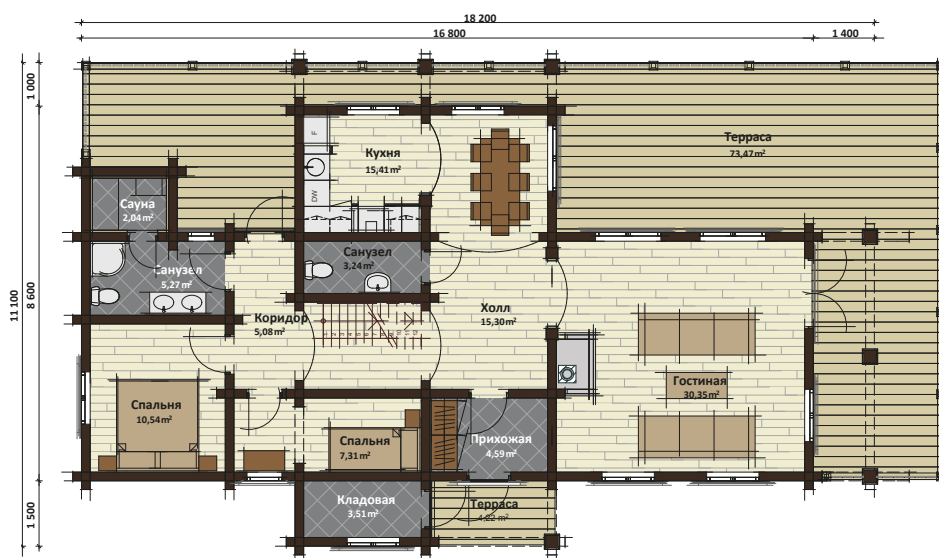 18 200
16 800
1 400
1 000
8 600
11 100
1 500
Терраса
73,47 m²
Кухня
15,41 m²
F
DW
Сауна
2,04 m²
Санузел
3,24 m²
Санузел
5,27 m²
Коридор
5,08 m²
Холл
15,30 m²
Гостиная
30,35 m²
Спальня
10,54 m²
Спальня
7,31 m²
Прихожая
4,59 m²
Кладовая
3,51 m²
Терраса
4,22 m²